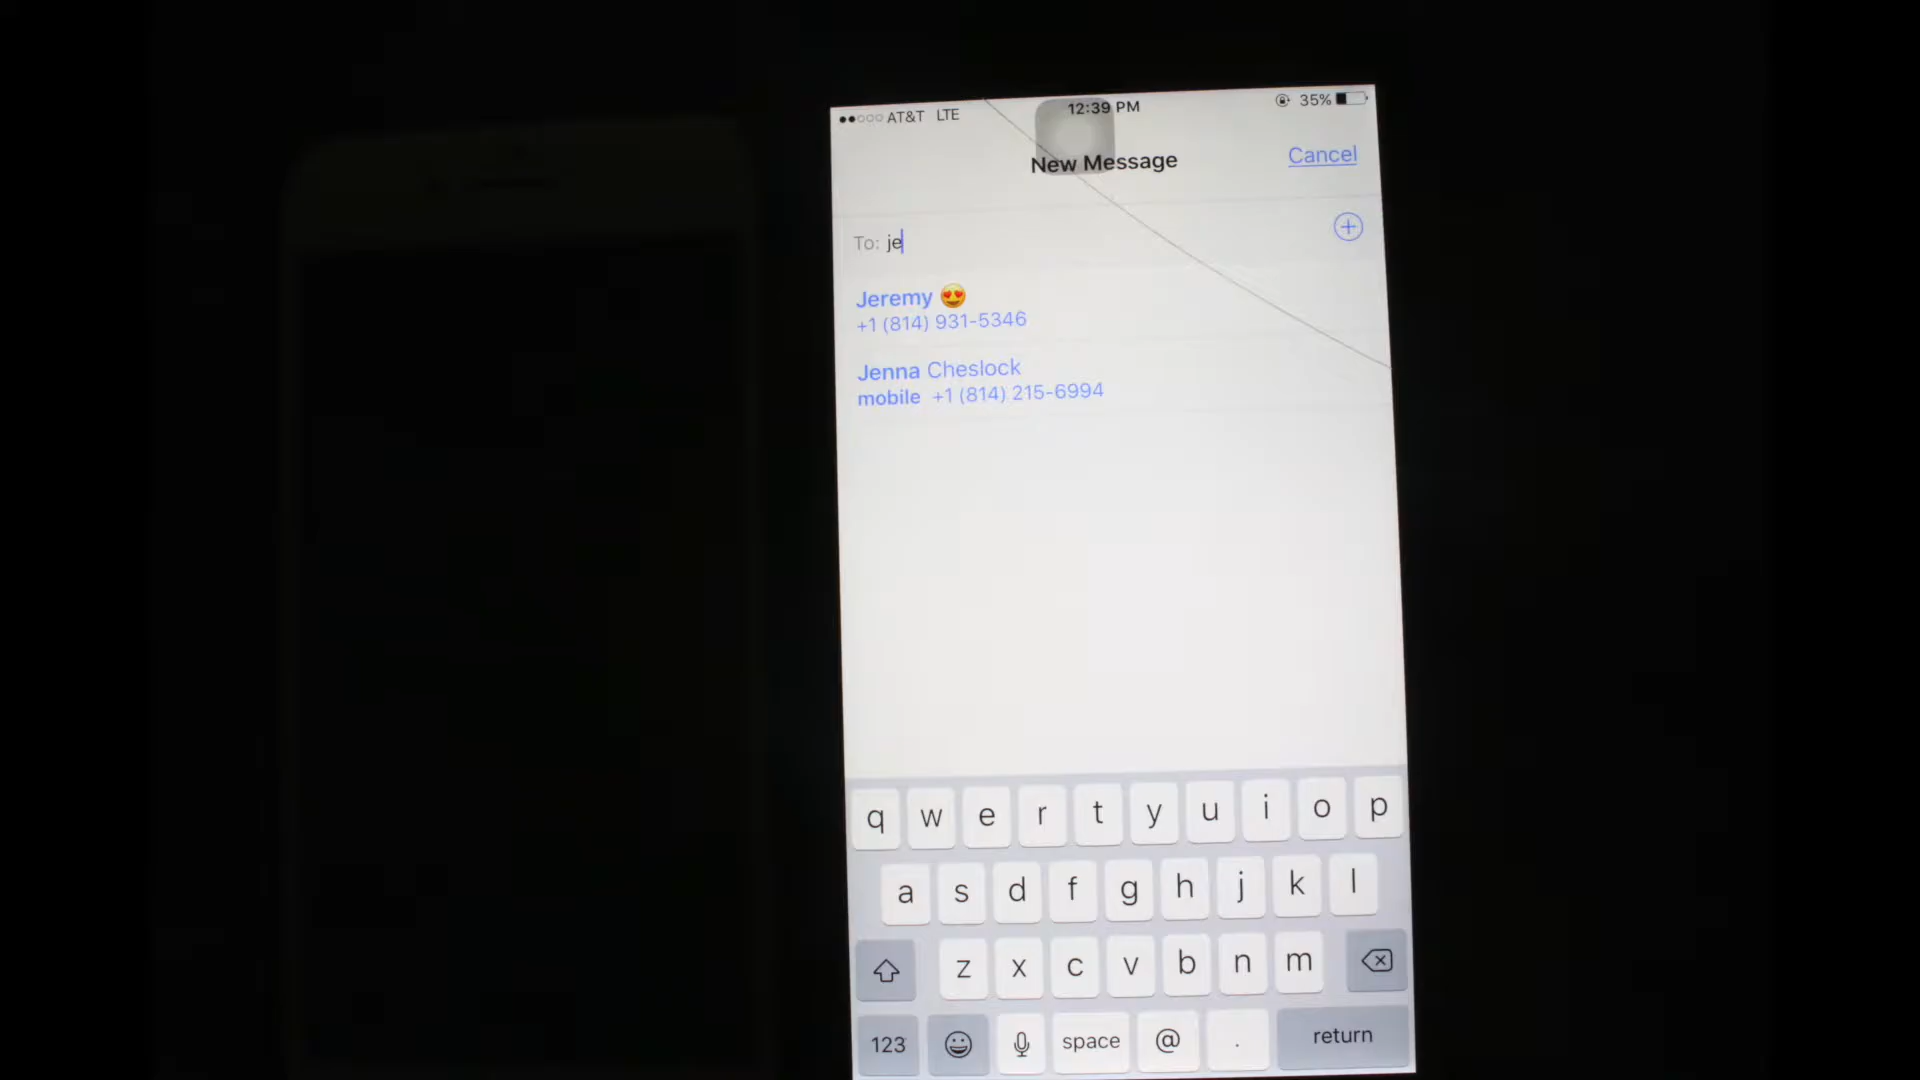 AT&T LTE 12:39 PM 35%
New Message Cancel
To: je
Jeremy 😍
+1 (814) 931-5346
Jenna Cheslock
mobile +1 (814) 215-6994
q w e r t y u i o p
a s d f g h j k l
z x c v b n m
123 space @ . return